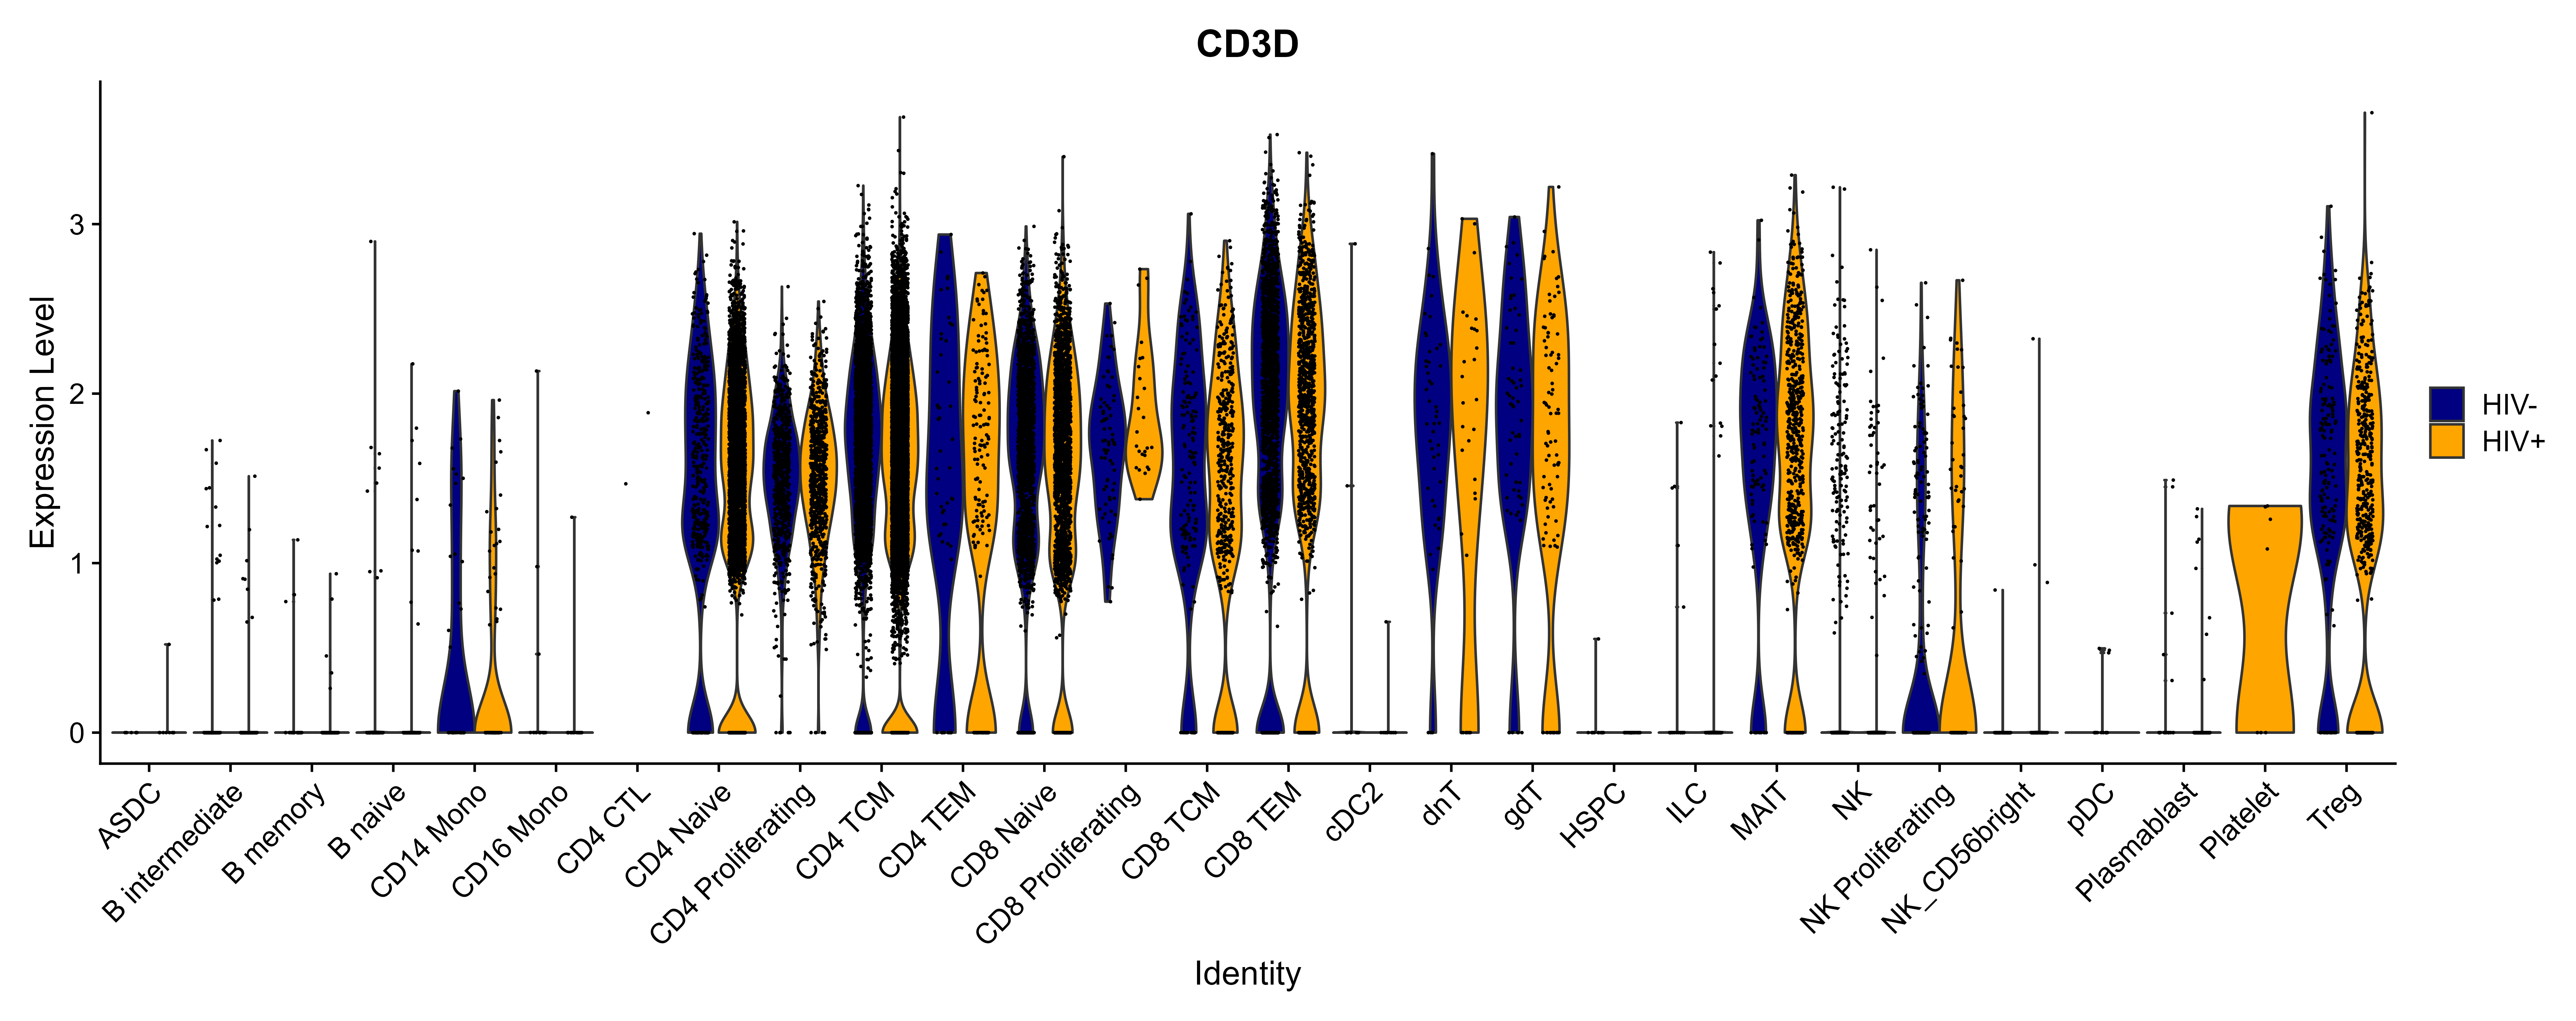 CD3D
Expression Level
3
2
1
0
ASDC
B intermediate
B memory
B naive
CD14 Mono
CD16 Mono
CD4 CTL
CD4 Naive
CD4 Proliferating
CD4 TCM
CD4 TEM
CD8 Naive
CD8 Proliferating
CD8 TCM
CD8 TEM
cDC2
dnT
gdT
HSPC
ILC
MAIT
NK
NK Proliferating
NK_CD56bright
pDC
Plasmablast
Platelet
Treg
Identity
HIV-
HIV+